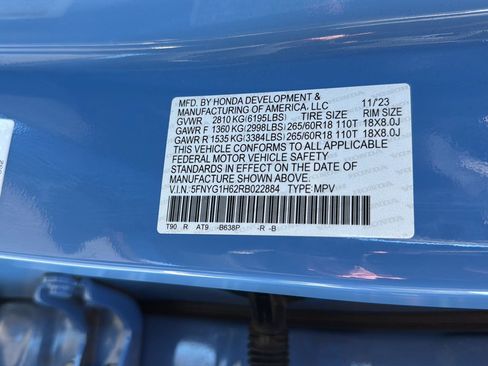 MFD. BY HONDA DEVELOPMENT & 11/'23
MANUFACTURING OF AMERICA, LLC RIM SIZE
GVWR 2810 KG(6195LBS) TIRE SIZE
GAWR F 1360 KG(2998LBS) 265/60R18 110T 18X8.0J
GAWR R 1535 KG(3384LBS) 265/60R18 110T 18X8.0J
THIS VEHICLE CONFORMS TO ALL APPLICABLE
FEDERAL MOTOR VEHICLE SAFETY
STANDARDS IN EFFECT ON THE DATE OF
MANUFACTURE SHOWN ABOVE.
V.I.N.: 5FNYG1H62RB022884 TYPE: MPV
T90 R AT9 -B638P -R -B